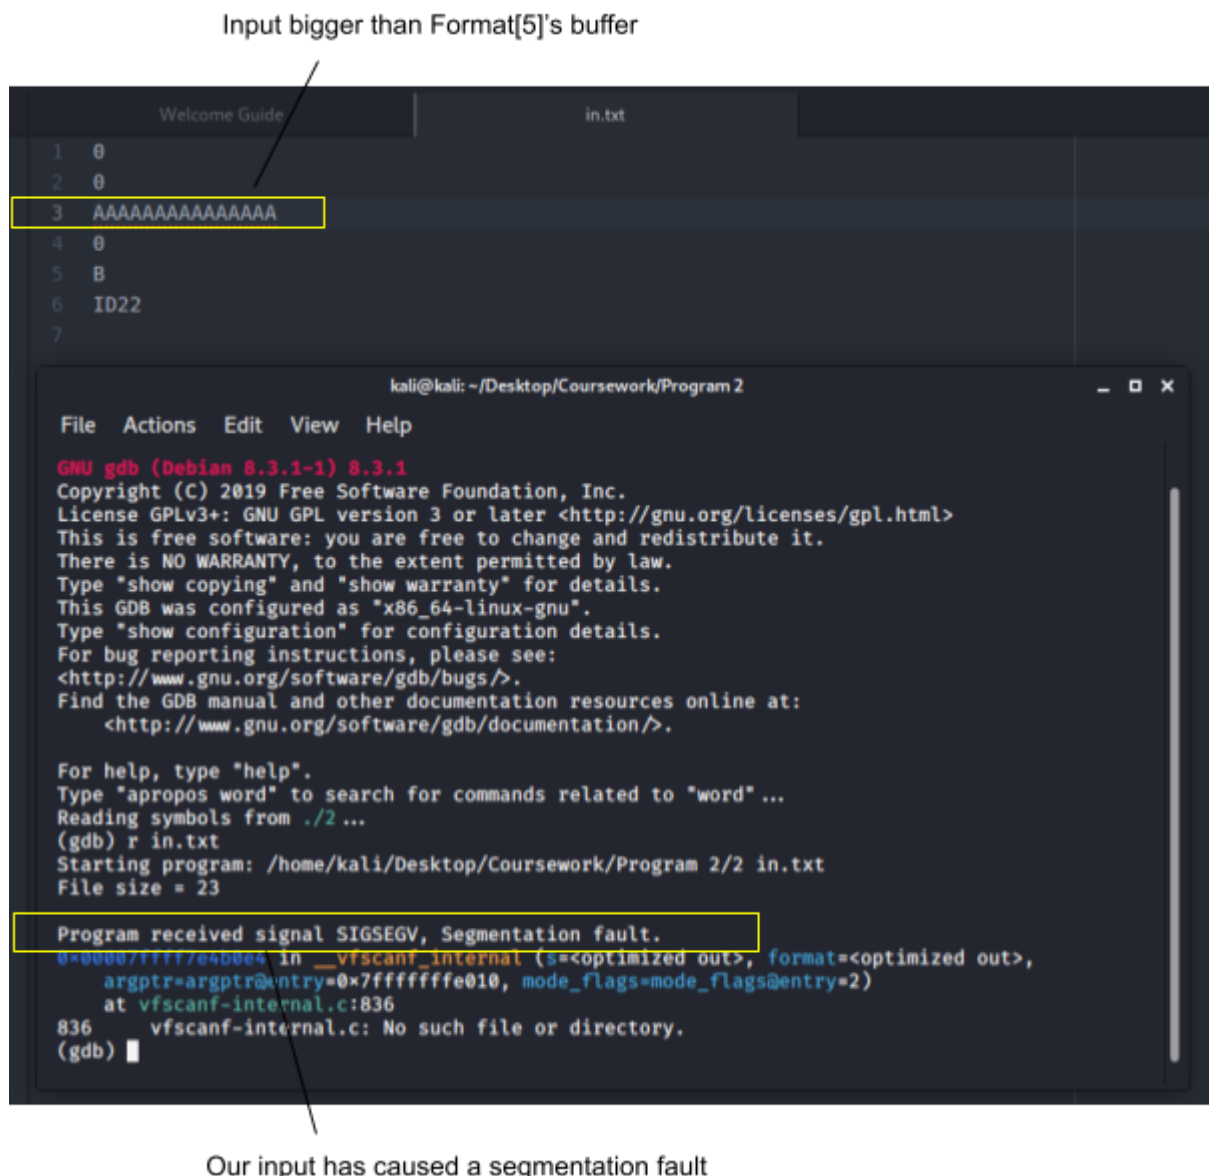 Input bigger than Format[5]'s buffer
Welcome Guide
in.txt
1 0
2 0
3 AAAAAAAAAAAAAAA
4 0
5 B
6 ID22
7
kali@kali: ~/Desktop/Coursework/Program 2
File Actions Edit View Help
GNU gdb (Debian 8.3.1-1) 8.3.1
Copyright (C) 2019 Free Software Foundation, Inc.
License GPLv3+: GNU GPL version 3 or later <http://gnu.org/licenses/gpl.html>
This is free software: you are free to change and redistribute it.
There is NO WARRANTY, to the extent permitted by law.
Type "show copying" and "show warranty" for details.
This GDB was configured as "x86_64-linux-gnu".
Type "show configuration" for configuration details.
For bug reporting instructions, please see:
<http://www.gnu.org/software/gdb/bugs/>.
Find the GDB manual and other documentation resources online at:
<http://www.gnu.org/software/gdb/documentation/>.
For help, type "help".
Type "apropos word" to search for commands related to "word"...
Reading symbols from ./2...
(gdb) r in.txt
Starting program: /home/kali/Desktop/Coursework/Program 2/2 in.txt
File size = 23
Program received signal SIGSEGV, Segmentation fault.
0×00007ffff7e4b0e4 in __vfscanf_internal (s=<optimized out>, format=<optimized out>,
argptr=argptr@entry=0×7fffffffe010, mode_flags=mode_flags@entry=2)
at vfscanf-internal.c:836
836 vfscanf-internal.c: No such file or directory.
(gdb)
Our input has caused a segmentation fault